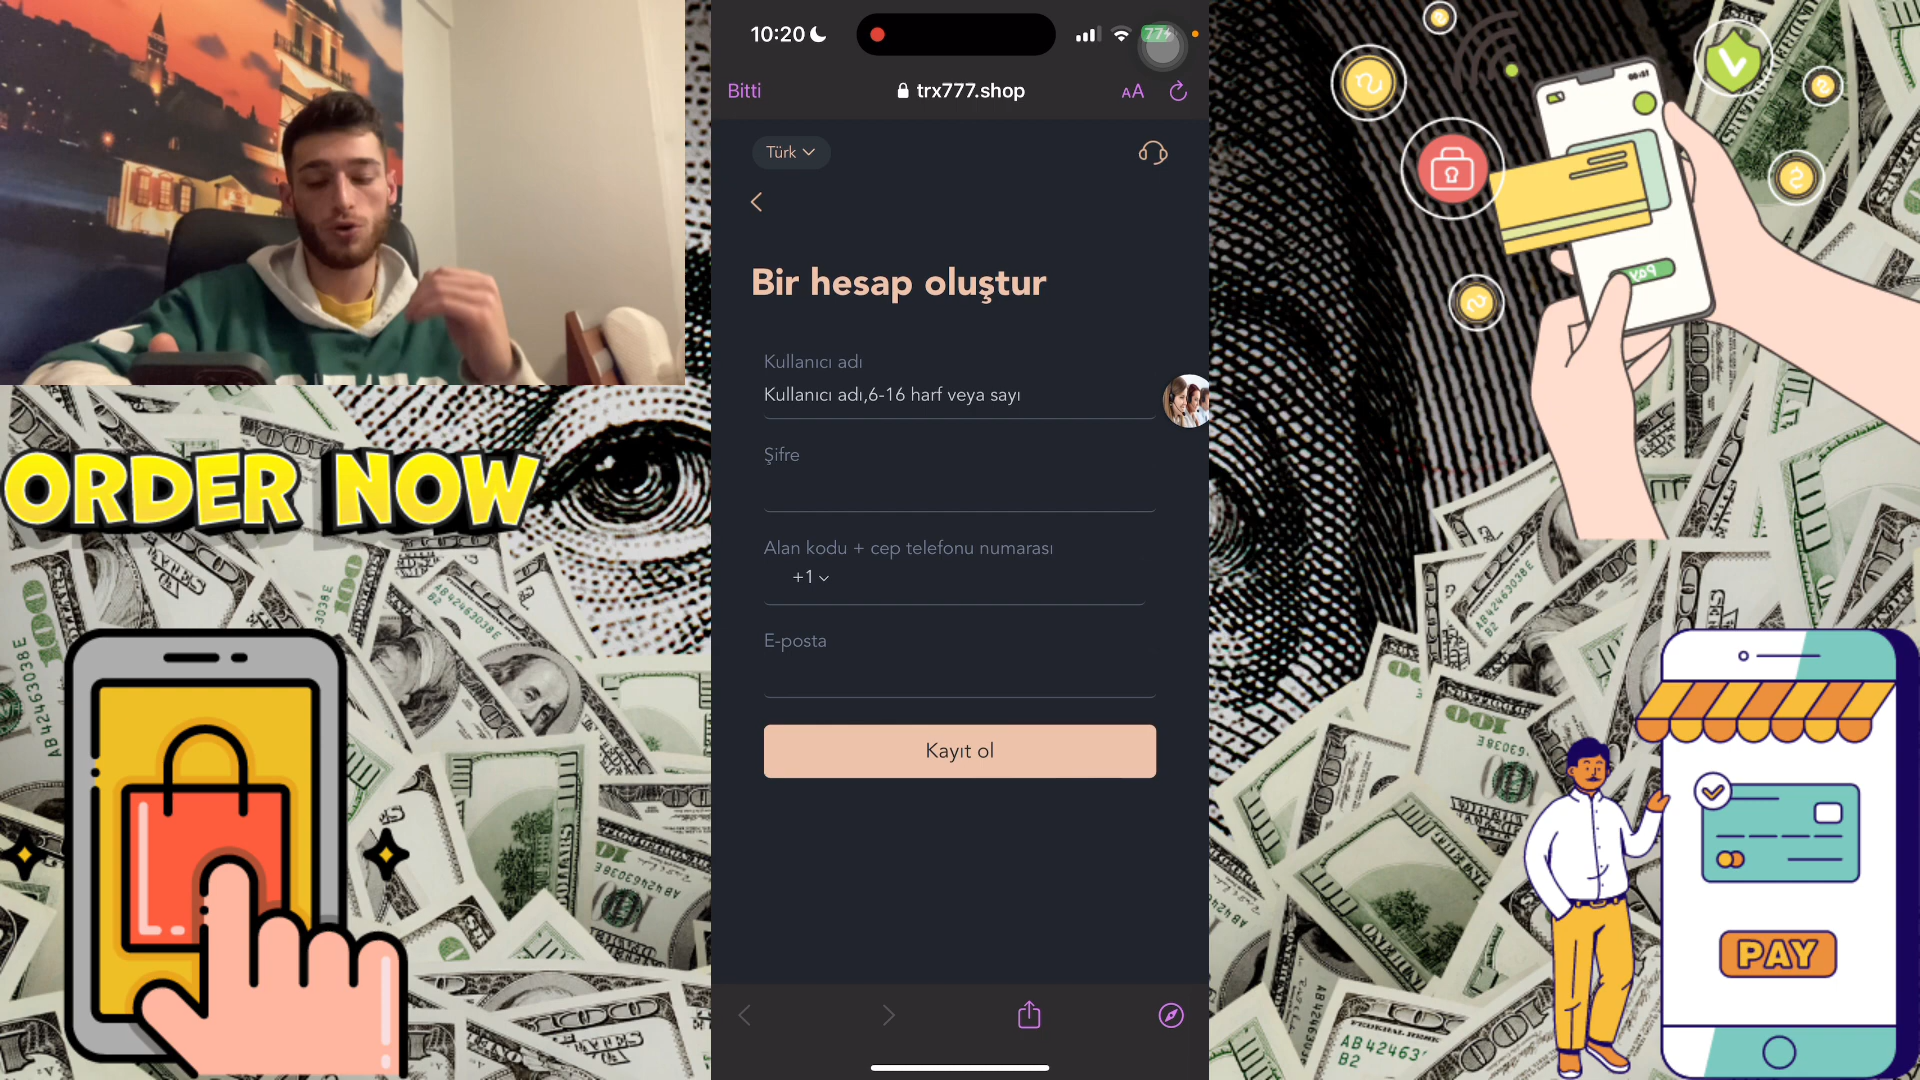 10:20
77
Bitti
trx777.shop
AA
Türk
Bir hesap oluştur
Kullanıcı adı
Kullanıcı adı,6-16 harf veya sayı
Şifre
Alan kodu + cep telefonu numarası
+1
E-posta
Kayıt ol
ORDER NOW
PAY